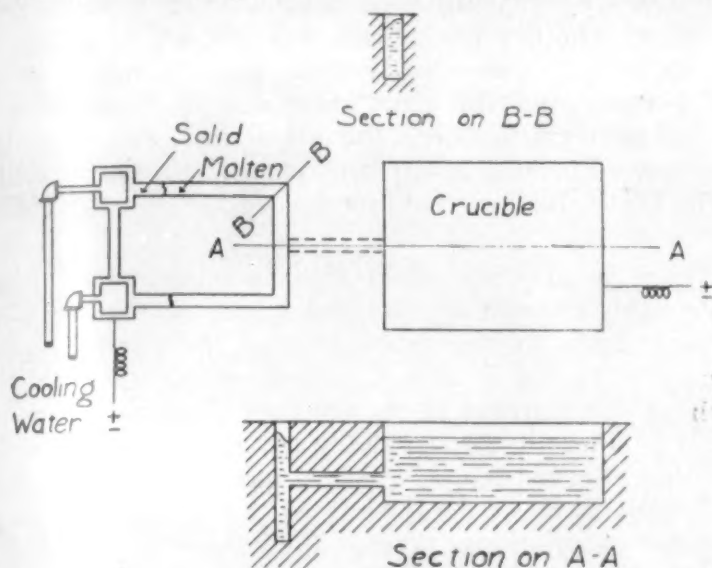 Section on B-B
Solid
Molten
B
B
A
Crucible
A
±
Cooling
Water ±
Section on A-A